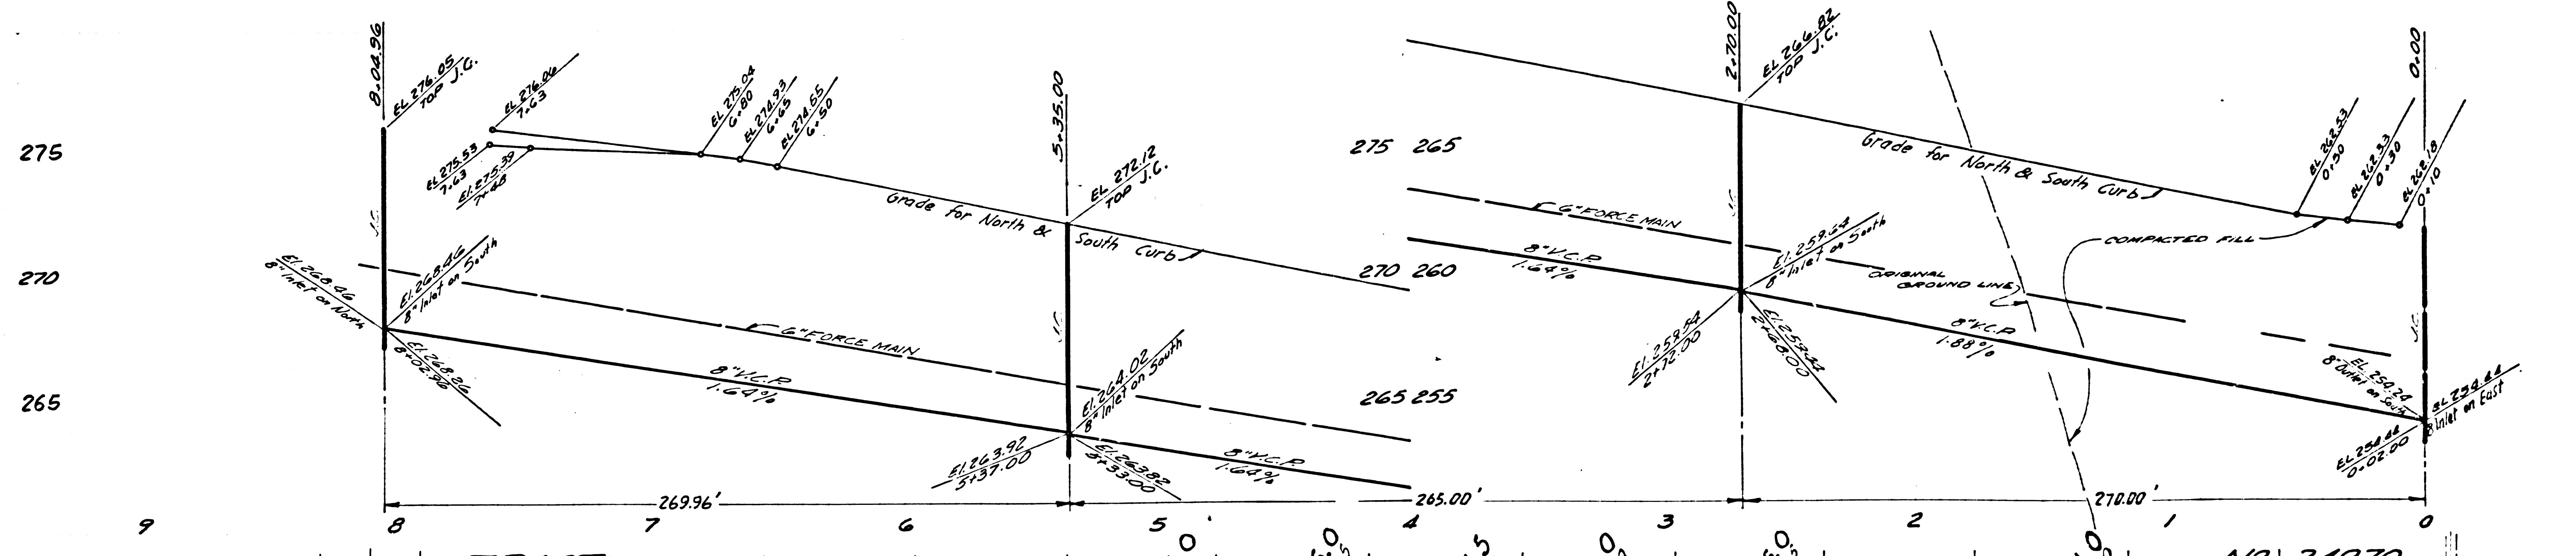 8+04.96
EL 276.05
TOP J.C.
EL 276.06
7+63
EL 275.04
6+80
EL 274.93
6+65
EL 274.55
6+50
5+35.00
EL 272.12
TOP J.C.
2+70.00
EL 266.82
TOP J.C.
0+00
275
EL 275.53
7+63
El. 275.39
7+48
275 265
Grade for North & South Curb
EL 262.53
0+50
EL 262.33
0+30
EL 262.18
0+10
Grade for North &
South Curb
6" FORCE MAIN
8" V.C.P.
1.64%
El. 259.64
8" Inlet on South
COMPACTED FILL
270
El. 268.46
8" Inlet on North
El. 268.46
8" Inlet on South
270 260
ORIGINAL
GROUND LINE
6" FORCE MAIN
El. 268.26
8+02.96
El. 259.54
2+72.00
2+68.00
8" V.C.P.
1.88%
265
8" V.C.P.
1.64%
El. 264.02
8" Inlet on South
265 255
EL 254.24
8" Outlet on South
EL 254.44
8" Inlet on East
El. 263.92
5+37.00
El. 263.82
5+33.00
8" V.C.P.
1.64%
EL 254.44
0+02.00
269.96'
265.00'
270.00'
9
8
7
6
5
4
3
2
1
0